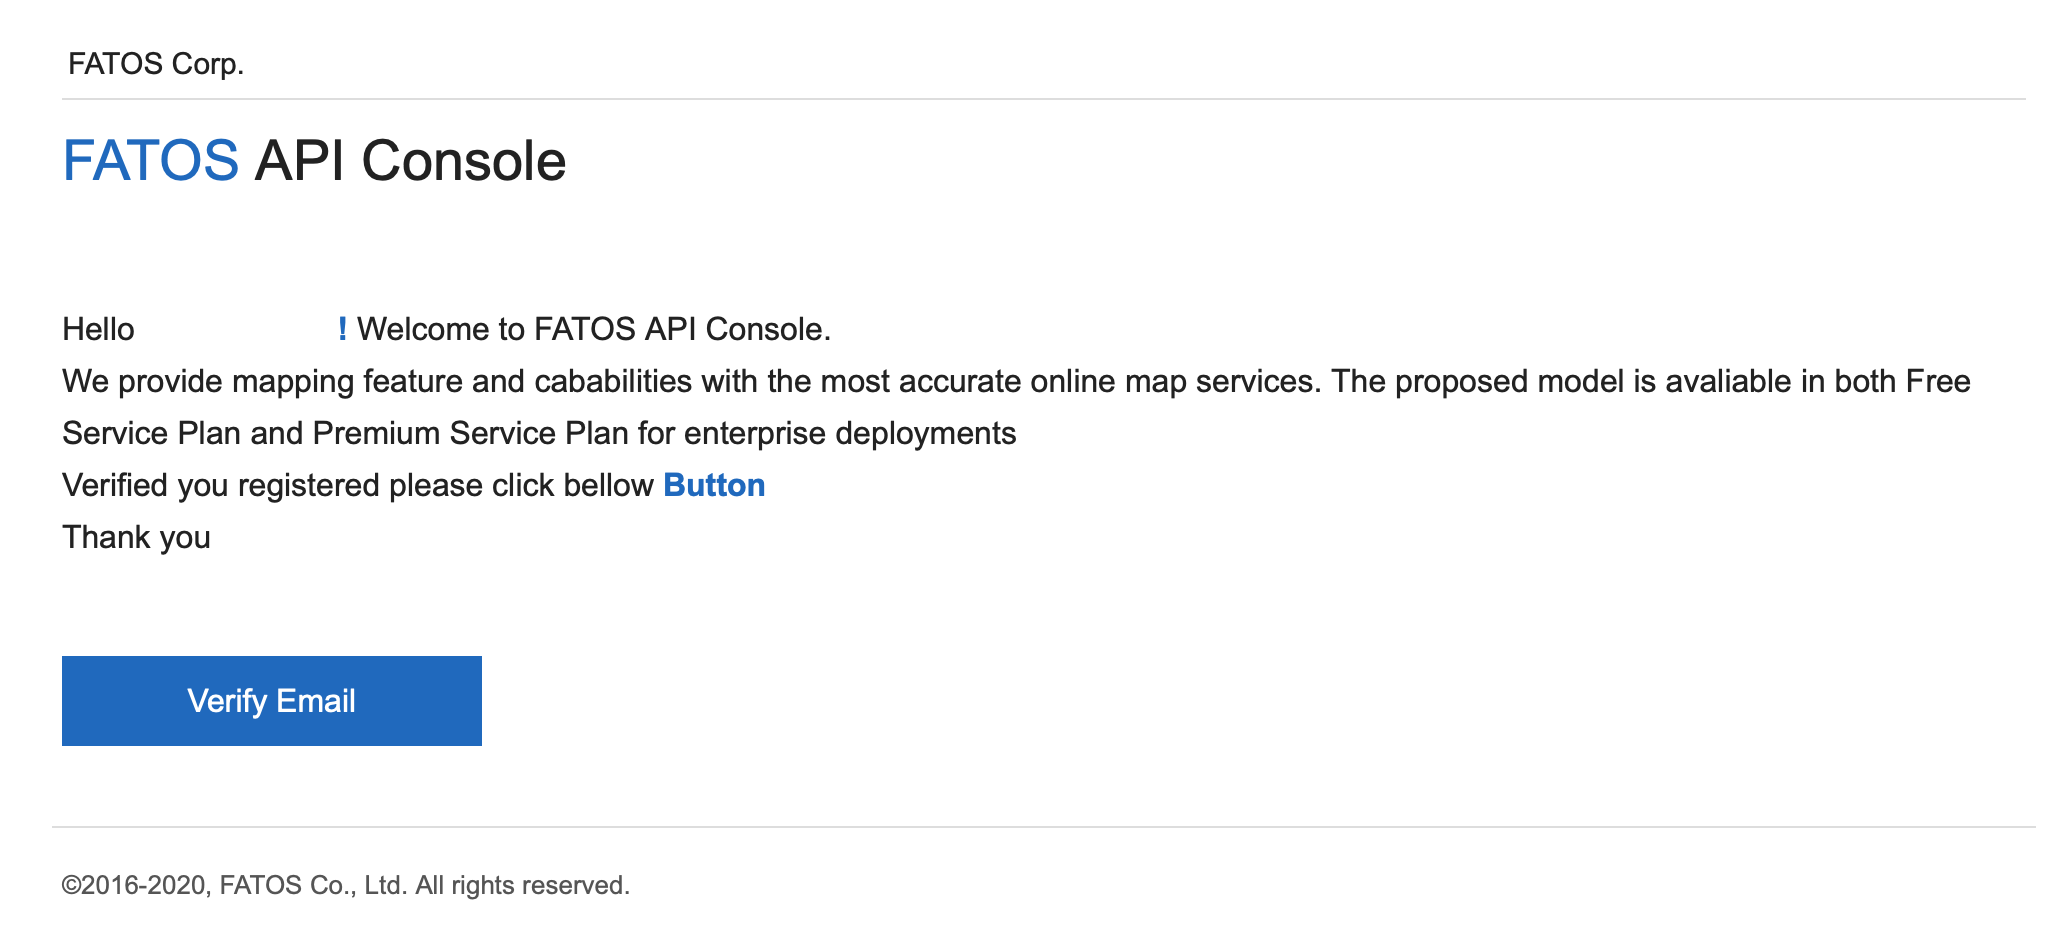 FATOS Corp.
FATOS API Console
Hello ! Welcome to FATOS API Console.
We provide mapping feature and cababilities with the most accurate online map services. The proposed model is avaliable in both Free
Service Plan and Premium Service Plan for enterprise deployments
Verified you registered please click bellow Button
Thank you
Verify Email
©2016-2020, FATOS Co., Ltd. All rights reserved.